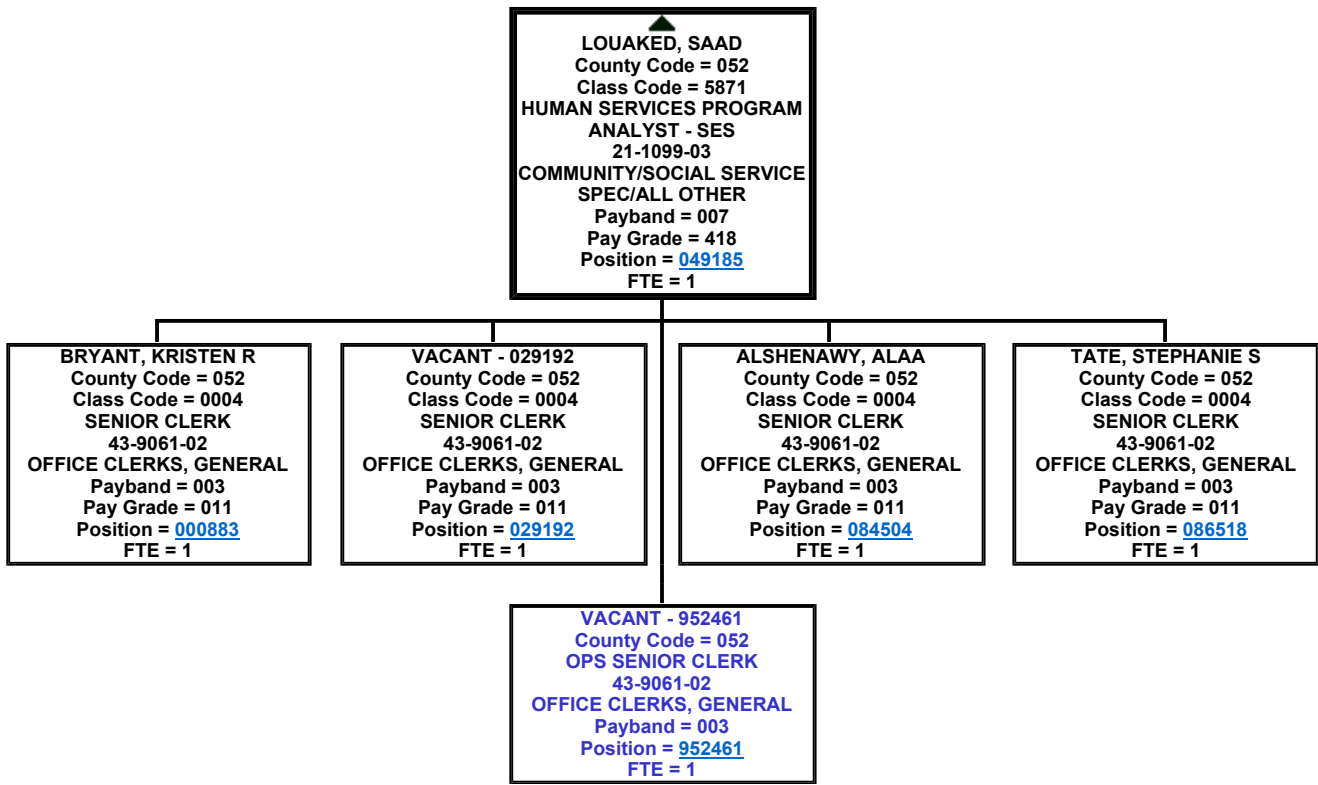 LOUAKED, SAAD
County Code = 052
Class Code = 5871
HUMAN SERVICES PROGRAM
ANALYST - SES
21-1099-03
COMMUNITY/SOCIAL SERVICE
SPEC/ALL OTHER
Payband = 007
Pay Grade = 418
Position = 049185
FTE = 1
BRYANT, KRISTEN R
County Code = 052
Class Code = 0004
SENIOR CLERK
43-9061-02
OFFICE CLERKS, GENERAL
Payband = 003
Pay Grade = 011
Position = 000883
FTE = 1
VACANT - 029192
County Code = 052
Class Code = 0004
SENIOR CLERK
43-9061-02
OFFICE CLERKS, GENERAL
Payband = 003
Pay Grade = 011
Position = 029192
FTE = 1
ALSHENAWY, ALAA
County Code = 052
Class Code = 0004
SENIOR CLERK
43-9061-02
OFFICE CLERKS, GENERAL
Payband = 003
Pay Grade = 011
Position = 084504
FTE = 1
TATE, STEPHANIE S
County Code = 052
Class Code = 0004
SENIOR CLERK
43-9061-02
OFFICE CLERKS, GENERAL
Payband = 003
Pay Grade = 011
Position = 086518
FTE = 1
VACANT - 952461
County Code = 052
OPS SENIOR CLERK
43-9061-02
OFFICE CLERKS, GENERAL
Payband = 003
Position = 952461
FTE = 1